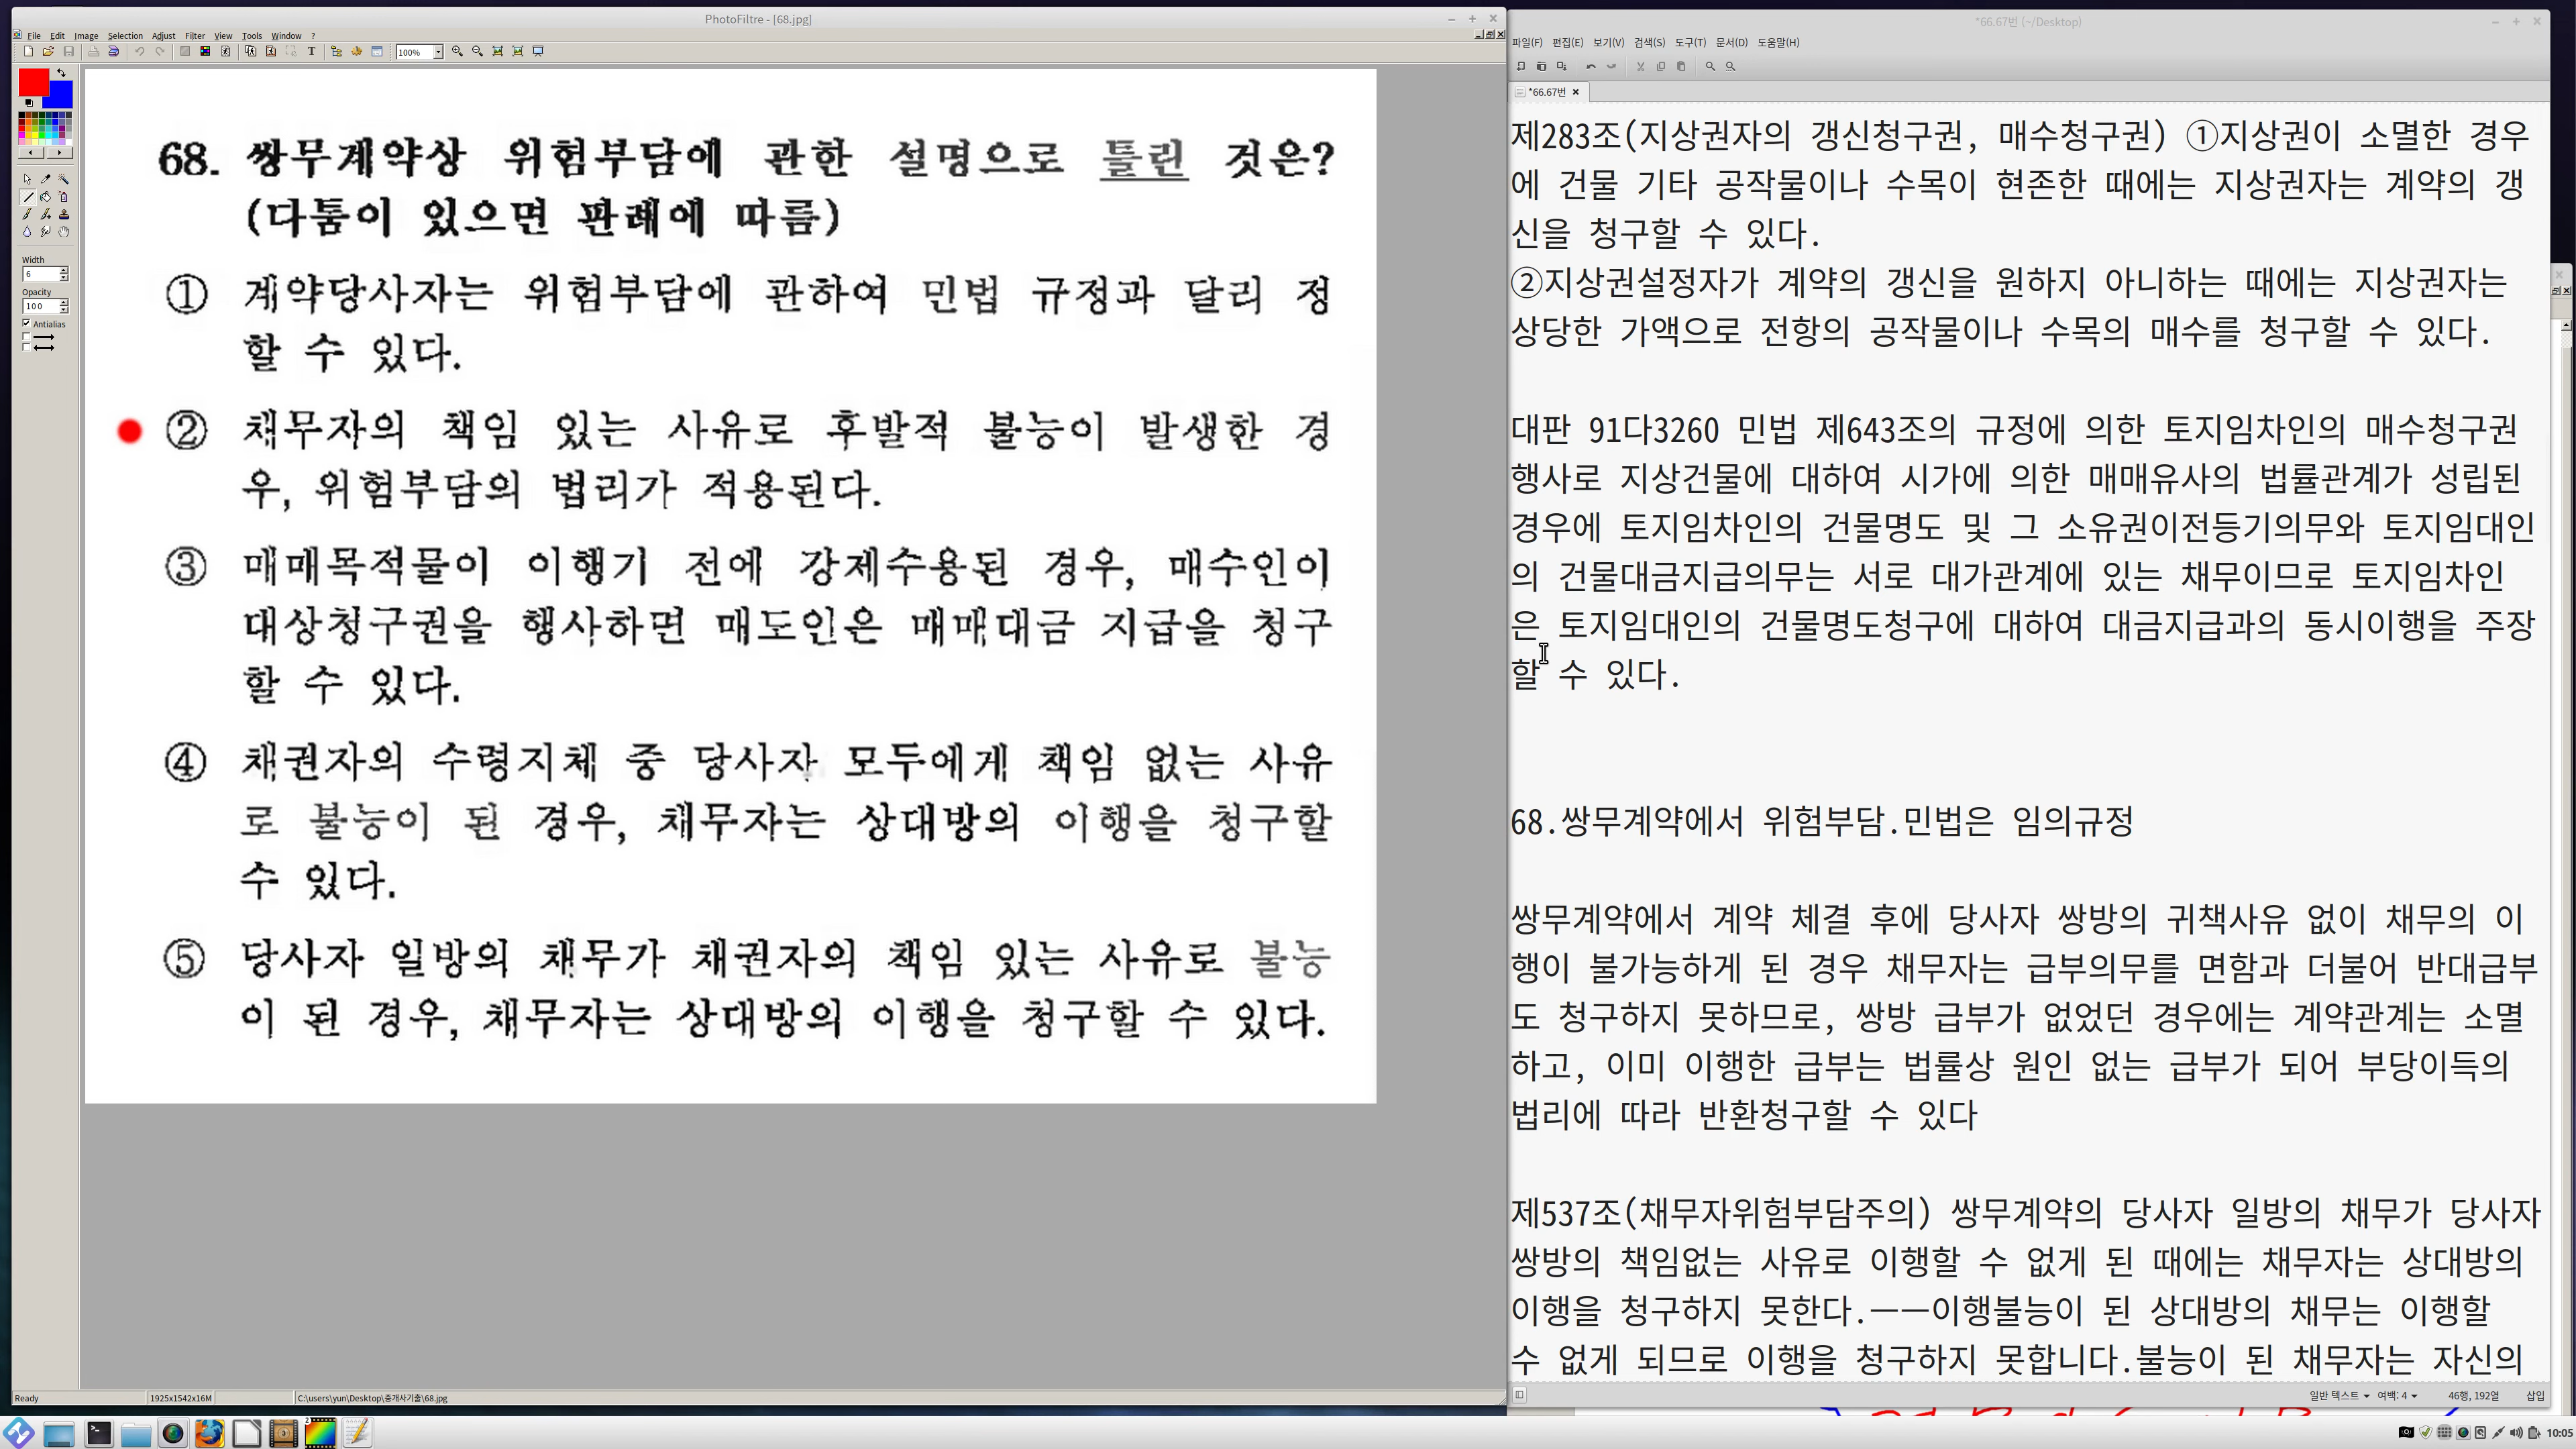 PhotoFiltre - [68.jpg]
File Edit Image Selection Adjust Filter View Tools Window ?
100%
Width
6
Opacity
100
Antialias
68. 쌍무계약상 위험부담에 관한 설명으로 틀린 것은?
(다툼이 있으면 판례에 따름)
① 계약당사자는 위험부담에 관하여 민법 규정과 달리 정
할 수 있다.
② 채무자의 책임 있는 사유로 후발적 불능이 발생한 경
우, 위험부담의 법리가 적용된다.
③ 매매목적물이 이행기 전에 강제수용된 경우, 매수인이
대상청구권을 행사하면 매도인은 매매대금 지급을 청구
할 수 있다.
④ 채권자의 수령지체 중 당사자 모두에게 책임 없는 사유
로 불능이 된 경우, 채무자는 상대방의 이행을 청구할
수 있다.
⑤ 당사자 일방의 채무가 채권자의 책임 있는 사유로 불능
이 된 경우, 채무자는 상대방의 이행을 청구할 수 있다.
Ready 1925x1542x16M C:\users\yun\Desktop\중개사기출\68.jpg
*66.67번 (~/Desktop)
파일(F) 편집(E) 보기(V) 검색(S) 도구(T) 문서(D) 도움말(H)
*66.67번
제283조(지상권자의 갱신청구권, 매수청구권) ①지상권이 소멸한 경우
에 건물 기타 공작물이나 수목이 현존한 때에는 지상권자는 계약의 갱
신을 청구할 수 있다.
②지상권설정자가 계약의 갱신을 원하지 아니하는 때에는 지상권자는
상당한 가액으로 전항의 공작물이나 수목의 매수를 청구할 수 있다.
대판 91다3260 민법 제643조의 규정에 의한 토지임차인의 매수청구권
행사로 지상건물에 대하여 시가에 의한 매매유사의 법률관계가 성립된
경우에 토지임차인의 건물명도 및 그 소유권이전등기의무와 토지임대인
의 건물대금지급의무는 서로 대가관계에 있는 채무이므로 토지임차인
은 토지임대인의 건물명도청구에 대하여 대금지급과의 동시이행을 주장
할 수 있다.
68.쌍무계약에서 위험부담.민법은 임의규정
쌍무계약에서 계약 체결 후에 당사자 쌍방의 귀책사유 없이 채무의 이
행이 불가능하게 된 경우 채무자는 급부의무를 면함과 더불어 반대급부
도 청구하지 못하므로, 쌍방 급부가 없었던 경우에는 계약관계는 소멸
하고, 이미 이행한 급부는 법률상 원인 없는 급부가 되어 부당이득의
법리에 따라 반환청구할 수 있다
제537조(채무자위험부담주의) 쌍무계약의 당사자 일방의 채무가 당사자
쌍방의 책임없는 사유로 이행할 수 없게 된 때에는 채무자는 상대방의
이행을 청구하지 못한다.ㅡㅡ이행불능이 된 상대방의 채무는 이행할
수 없게 되므로 이행을 청구하지 못합니다.불능이 된 채무자는 자신의
일반 텍스트 여백: 4 46행, 192열 삽입